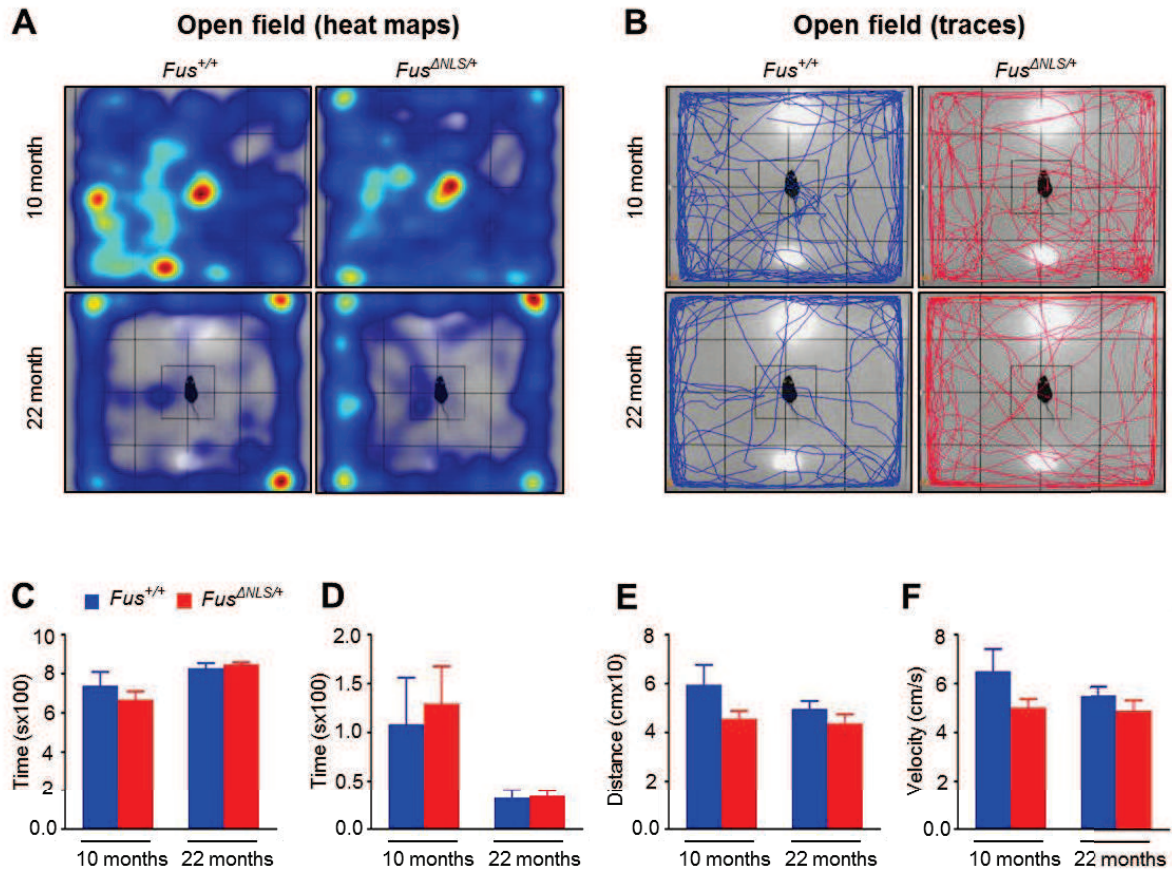 A Open field (heat maps)
Fus+/+ FusΔNLS/+
10 month
22 month
B Open field (traces)
Fus+/+ FusΔNLS/+
10 month
22 month
C Fus+/+ FusΔNLS/+
Time (sx100)
10
8
6
4
2
0.0
10 months 22 months
D
Time (sx100)
2.0
1.5
1.0
0.5
0.0
10 months 22 months
E
Distance (cmx10)
8
6
4
2
0.0
10 months 22 months
F
Velocity (cm/s)
8
6
4
2
0.0
10 months 22 months